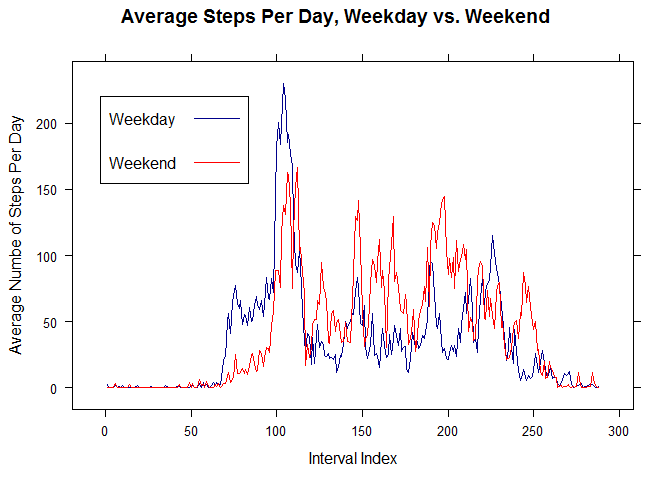 Average Steps Per Day, Weekday vs. Weekend
Weekday
Weekend
Average Numbe of Steps Per Day
200
150
100
50
0
0 50 100 150 200 250 300
Interval Index